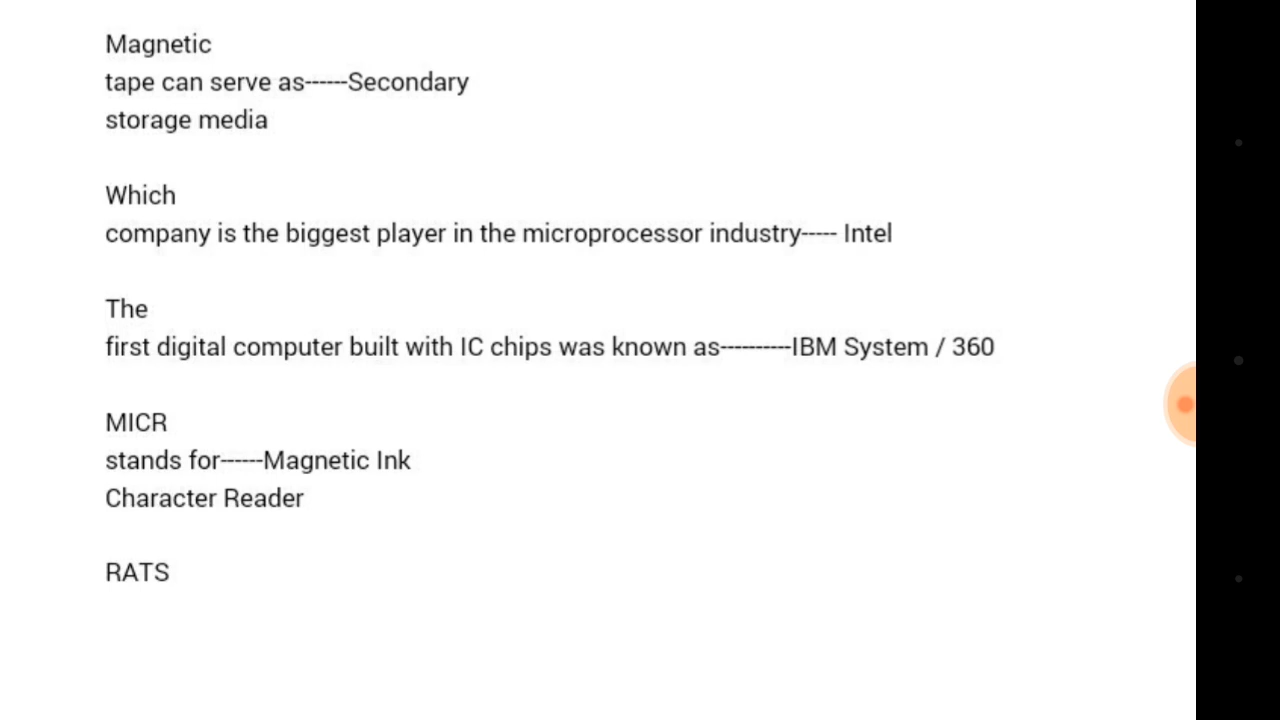 Magnetic
tape can serve as------Secondary
storage media
Which
company is the biggest player in the microprocessor industry----- Intel
The
first digital computer built with IC chips was known as----------IBM System / 360
MICR
stands for------Magnetic Ink
Character Reader
RATS